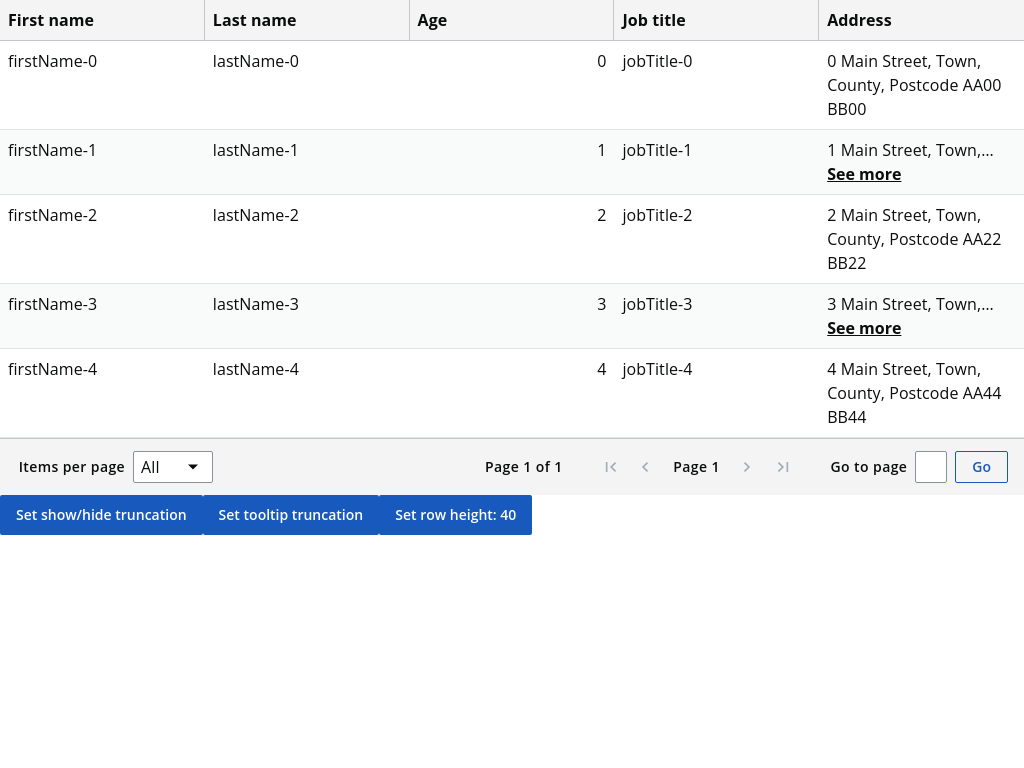 First name Last name Age Job title Address
firstName-0 lastName-0 0 jobTitle-0 0 Main Street, Town,
County, Postcode AA00
BB00
firstName-1 lastName-1 1 jobTitle-1 1 Main Street, Town,...
See more
firstName-2 lastName-2 2 jobTitle-2 2 Main Street, Town,
County, Postcode AA22
BB22
firstName-3 lastName-3 3 jobTitle-3 3 Main Street, Town,...
See more
firstName-4 lastName-4 4 jobTitle-4 4 Main Street, Town,
County, Postcode AA44
BB44
Items per page All Page 1 of 1 Page 1 Go to page Go
Set show/hide truncation Set tooltip truncation Set row height: 40